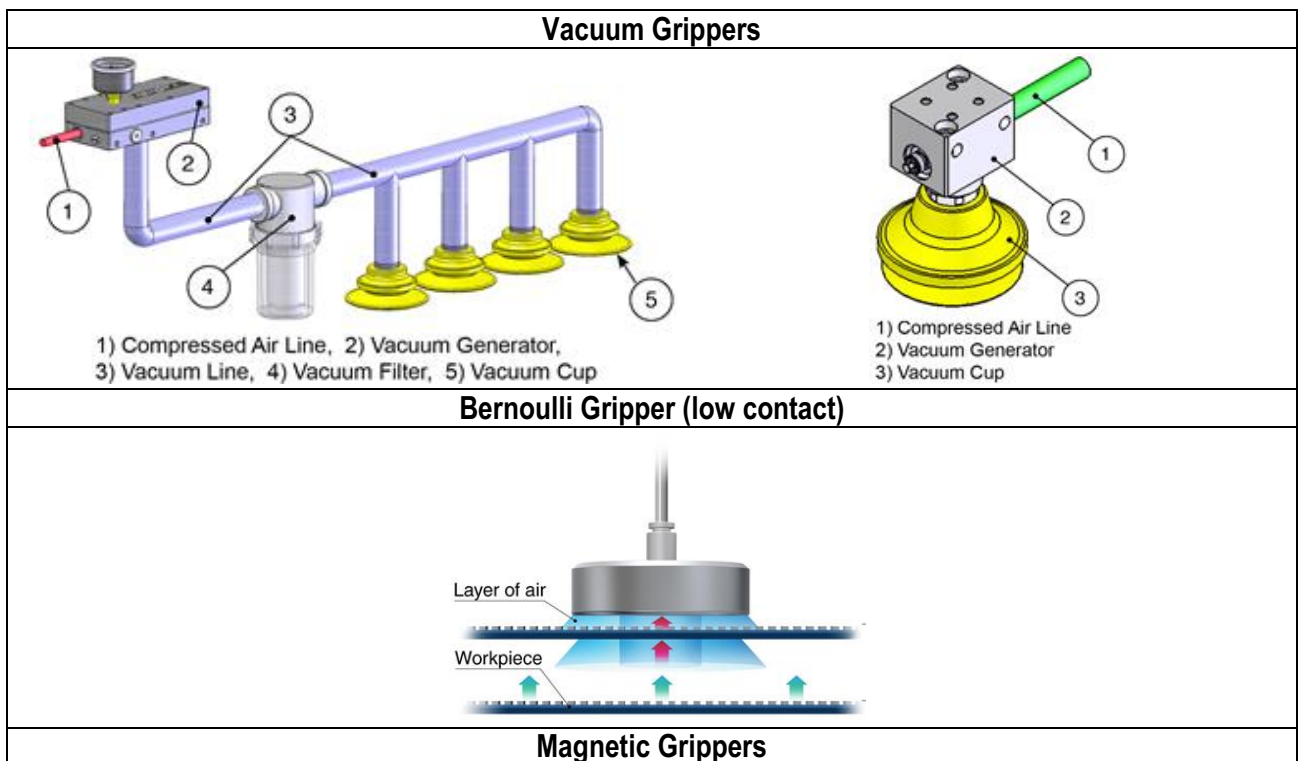 Vacuum Grippers
1
2
3
4
5
1) Compressed Air Line, 2) Vacuum Generator,
3) Vacuum Line, 4) Vacuum Filter, 5) Vacuum Cup
1
2
3
1) Compressed Air Line
2) Vacuum Generator
3) Vacuum Cup
Bernoulli Gripper (low contact)
Layer of air
Workpiece
Magnetic Grippers